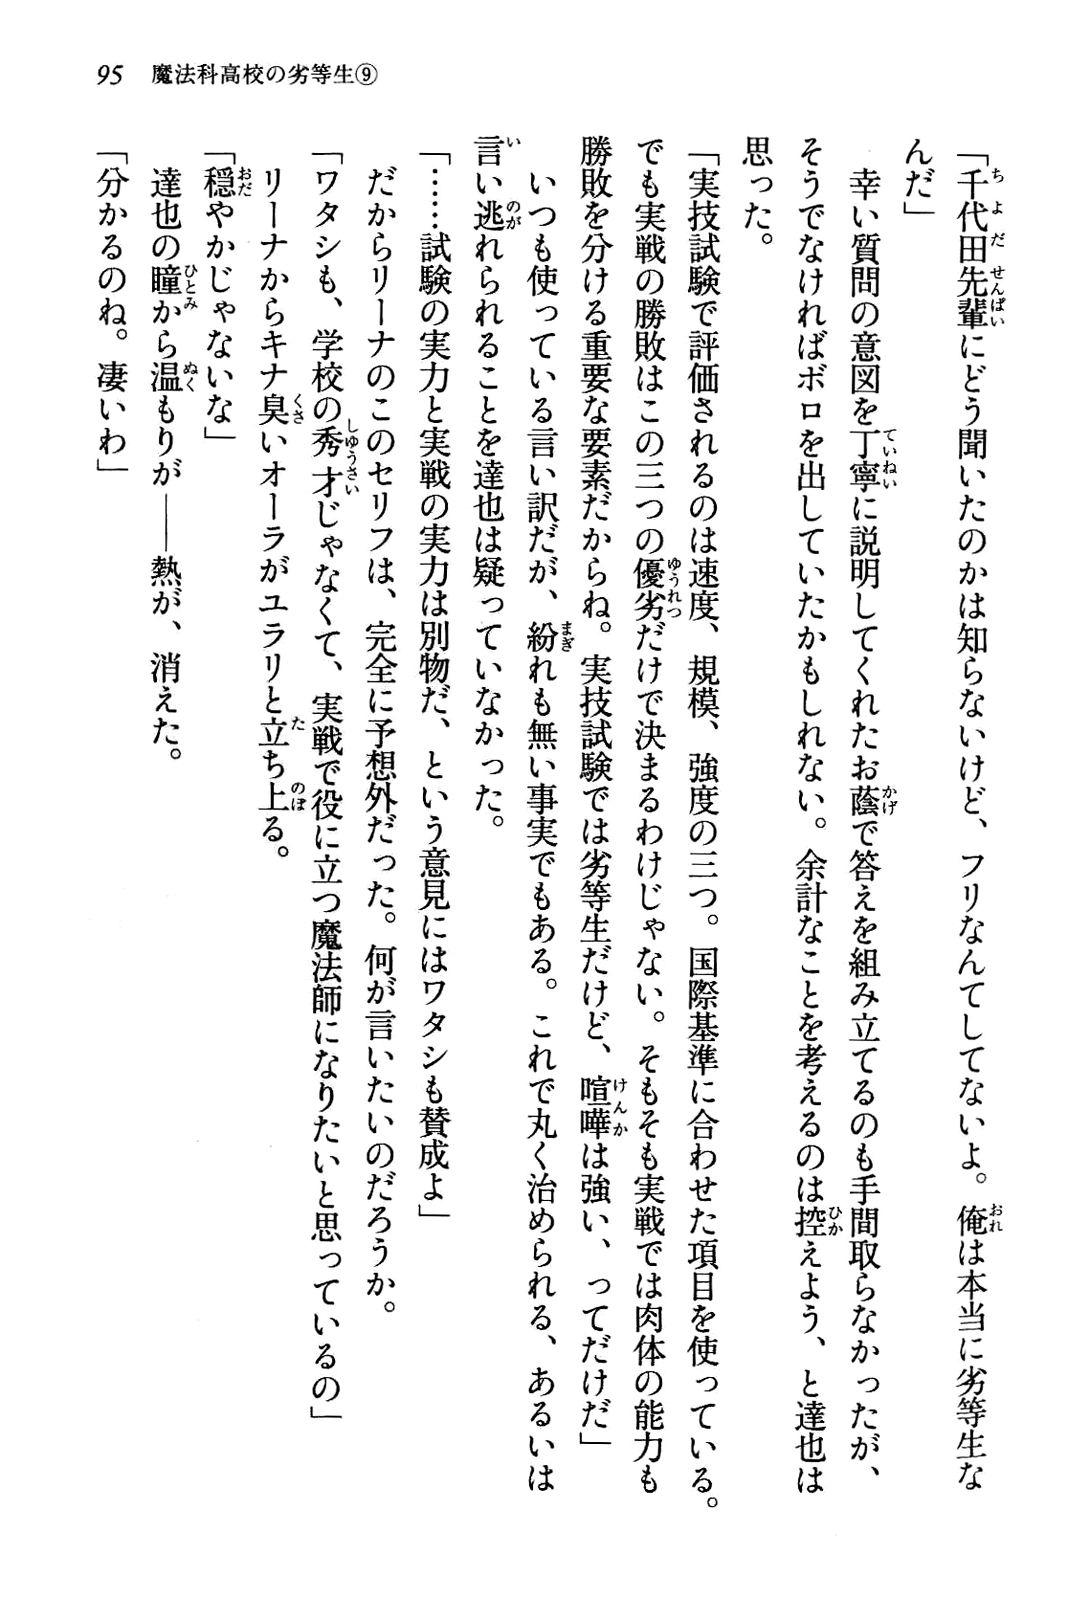 95 魔法科高校の劣等生⑨
「千代田先輩にどう聞いたのかは知らないけど、フリなんてしてないよ。俺は本当に劣等生な
んだ」
幸い質問の意図を丁寧に説明してくれたお蔭で答えを組み立てるのも手間取らなかったが、
そうでなければボロを出していたかもしれない。余計なことを考えるのは控えよう、と達也は
思った。
「実技試験で評価されるのは速度、規模、強度の三つ。国際基準に合わせた項目を使っている。
でも実戦の勝敗はこの三つの優劣だけで決まるわけじゃない。そもそも実戦では肉体の能力も
勝敗を分ける重要な要素だからね。実技試験では劣等生だけど、喧嘩は強い、ってだけだ」
いつも使っている言い訳だが、紛れも無い事実でもある。これで丸く治められる、あるいは
言い逃れられることを達也は疑っていなかった。
「……試験の実力と実戦の実力は別物だ、という意見にはワタシも賛成よ」
だからリーナのこのセリフは、完全に予想外だった。何が言いたいのだろうか。
「ワタシも、学校の秀才じゃなくて、実戦で役に立つ魔法師になりたいと思っているの」
リーナからキナ臭いオーラがユラリと立ち上る。
「穏やかじゃないな」
達也の瞳から温もりが――熱が、消えた。
「分かるのね。凄いわ」